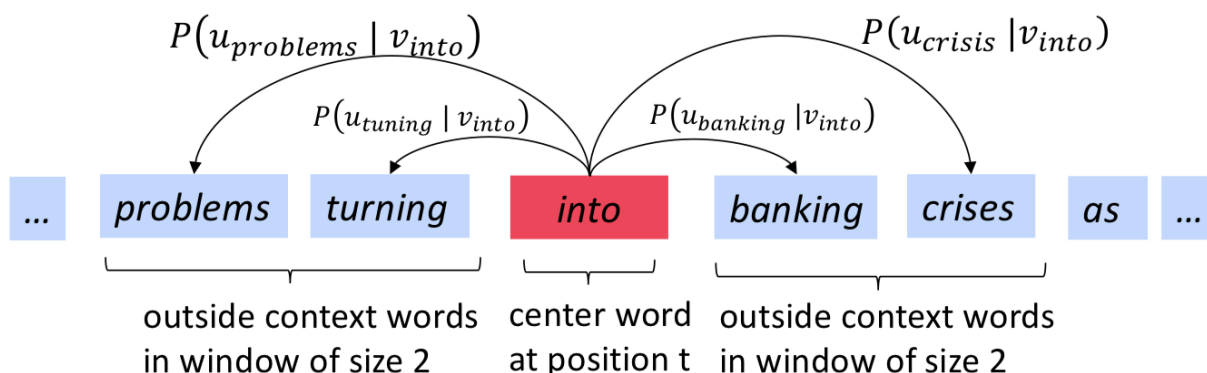 P(u_problems | v_into)
P(u_crisis | v_into)
P(u_tuning | v_into)
P(u_banking | v_into)
... problems turning into banking crises as ...
outside context words center word outside context words
in window of size 2 at position t in window of size 2